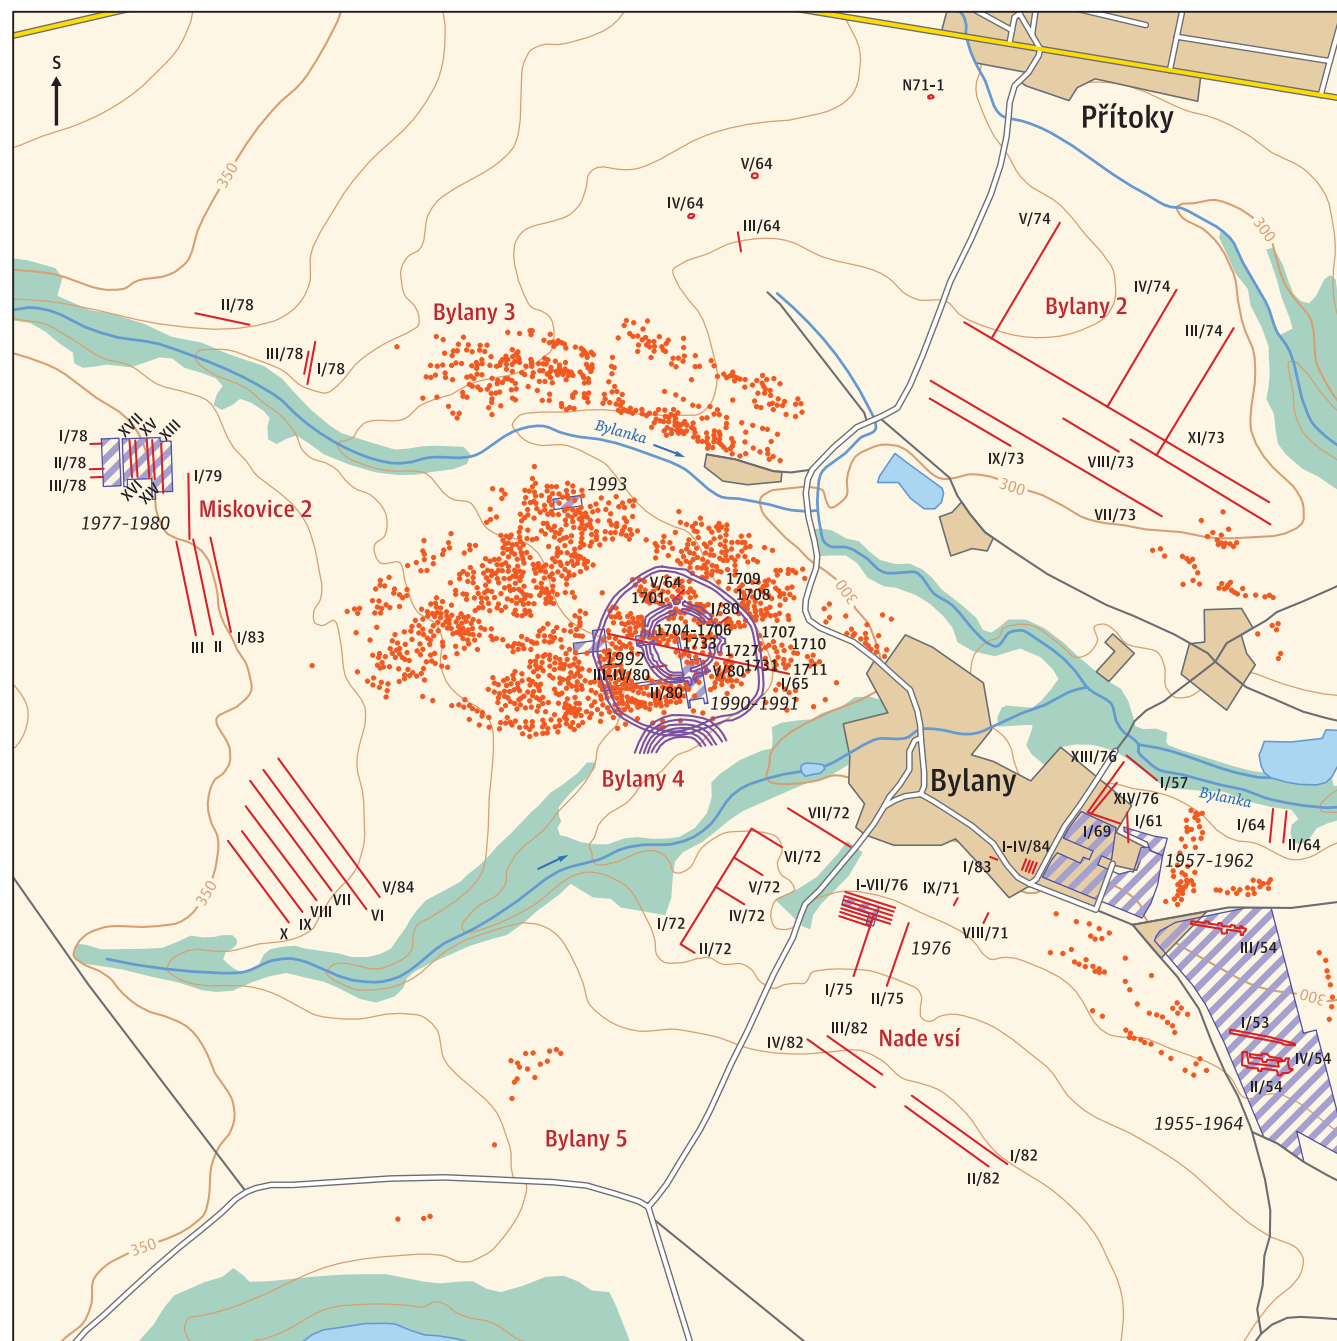 S
N71-1
Přítoky
350
V/64
IV/64
III/64
V/74
300
IV/74
Bylany 2
III/74
II/78
Bylany 3
III/78
I/78
Bylanka
XVII
XV
XIII
I/78
II/78
III/78
XVI
XIV
I/79
Miskovice 2
1977-1980
XI/73
IX/73
VIII/73
300
VII/73
1993
300
V/64
1701
1709
1708
I/80
1704-1706
1733
1707
1710
1727
1992
III-IV/80
V/80
1731
1711
I/65
II/80
1990-1991
III
II
I/83
Bylany 4
Bylany
XIII/76
I/57
XIV/76
Bylanka
I/61
I/69
I/64
II/64
VII/72
VI/72
I-IV/84
I/83
1957-1962
V/72
I-VII/76
IX/71
350
V/84
VI
VII
VIII
IX
X
IV/72
I/72
II/72
VIII/71
1976
III/54
I/75
II/75
300
I/53
III/82
IV/82
Nade vsí
IV/54
II/54
1955-1964
Bylany 5
I/82
II/82
350